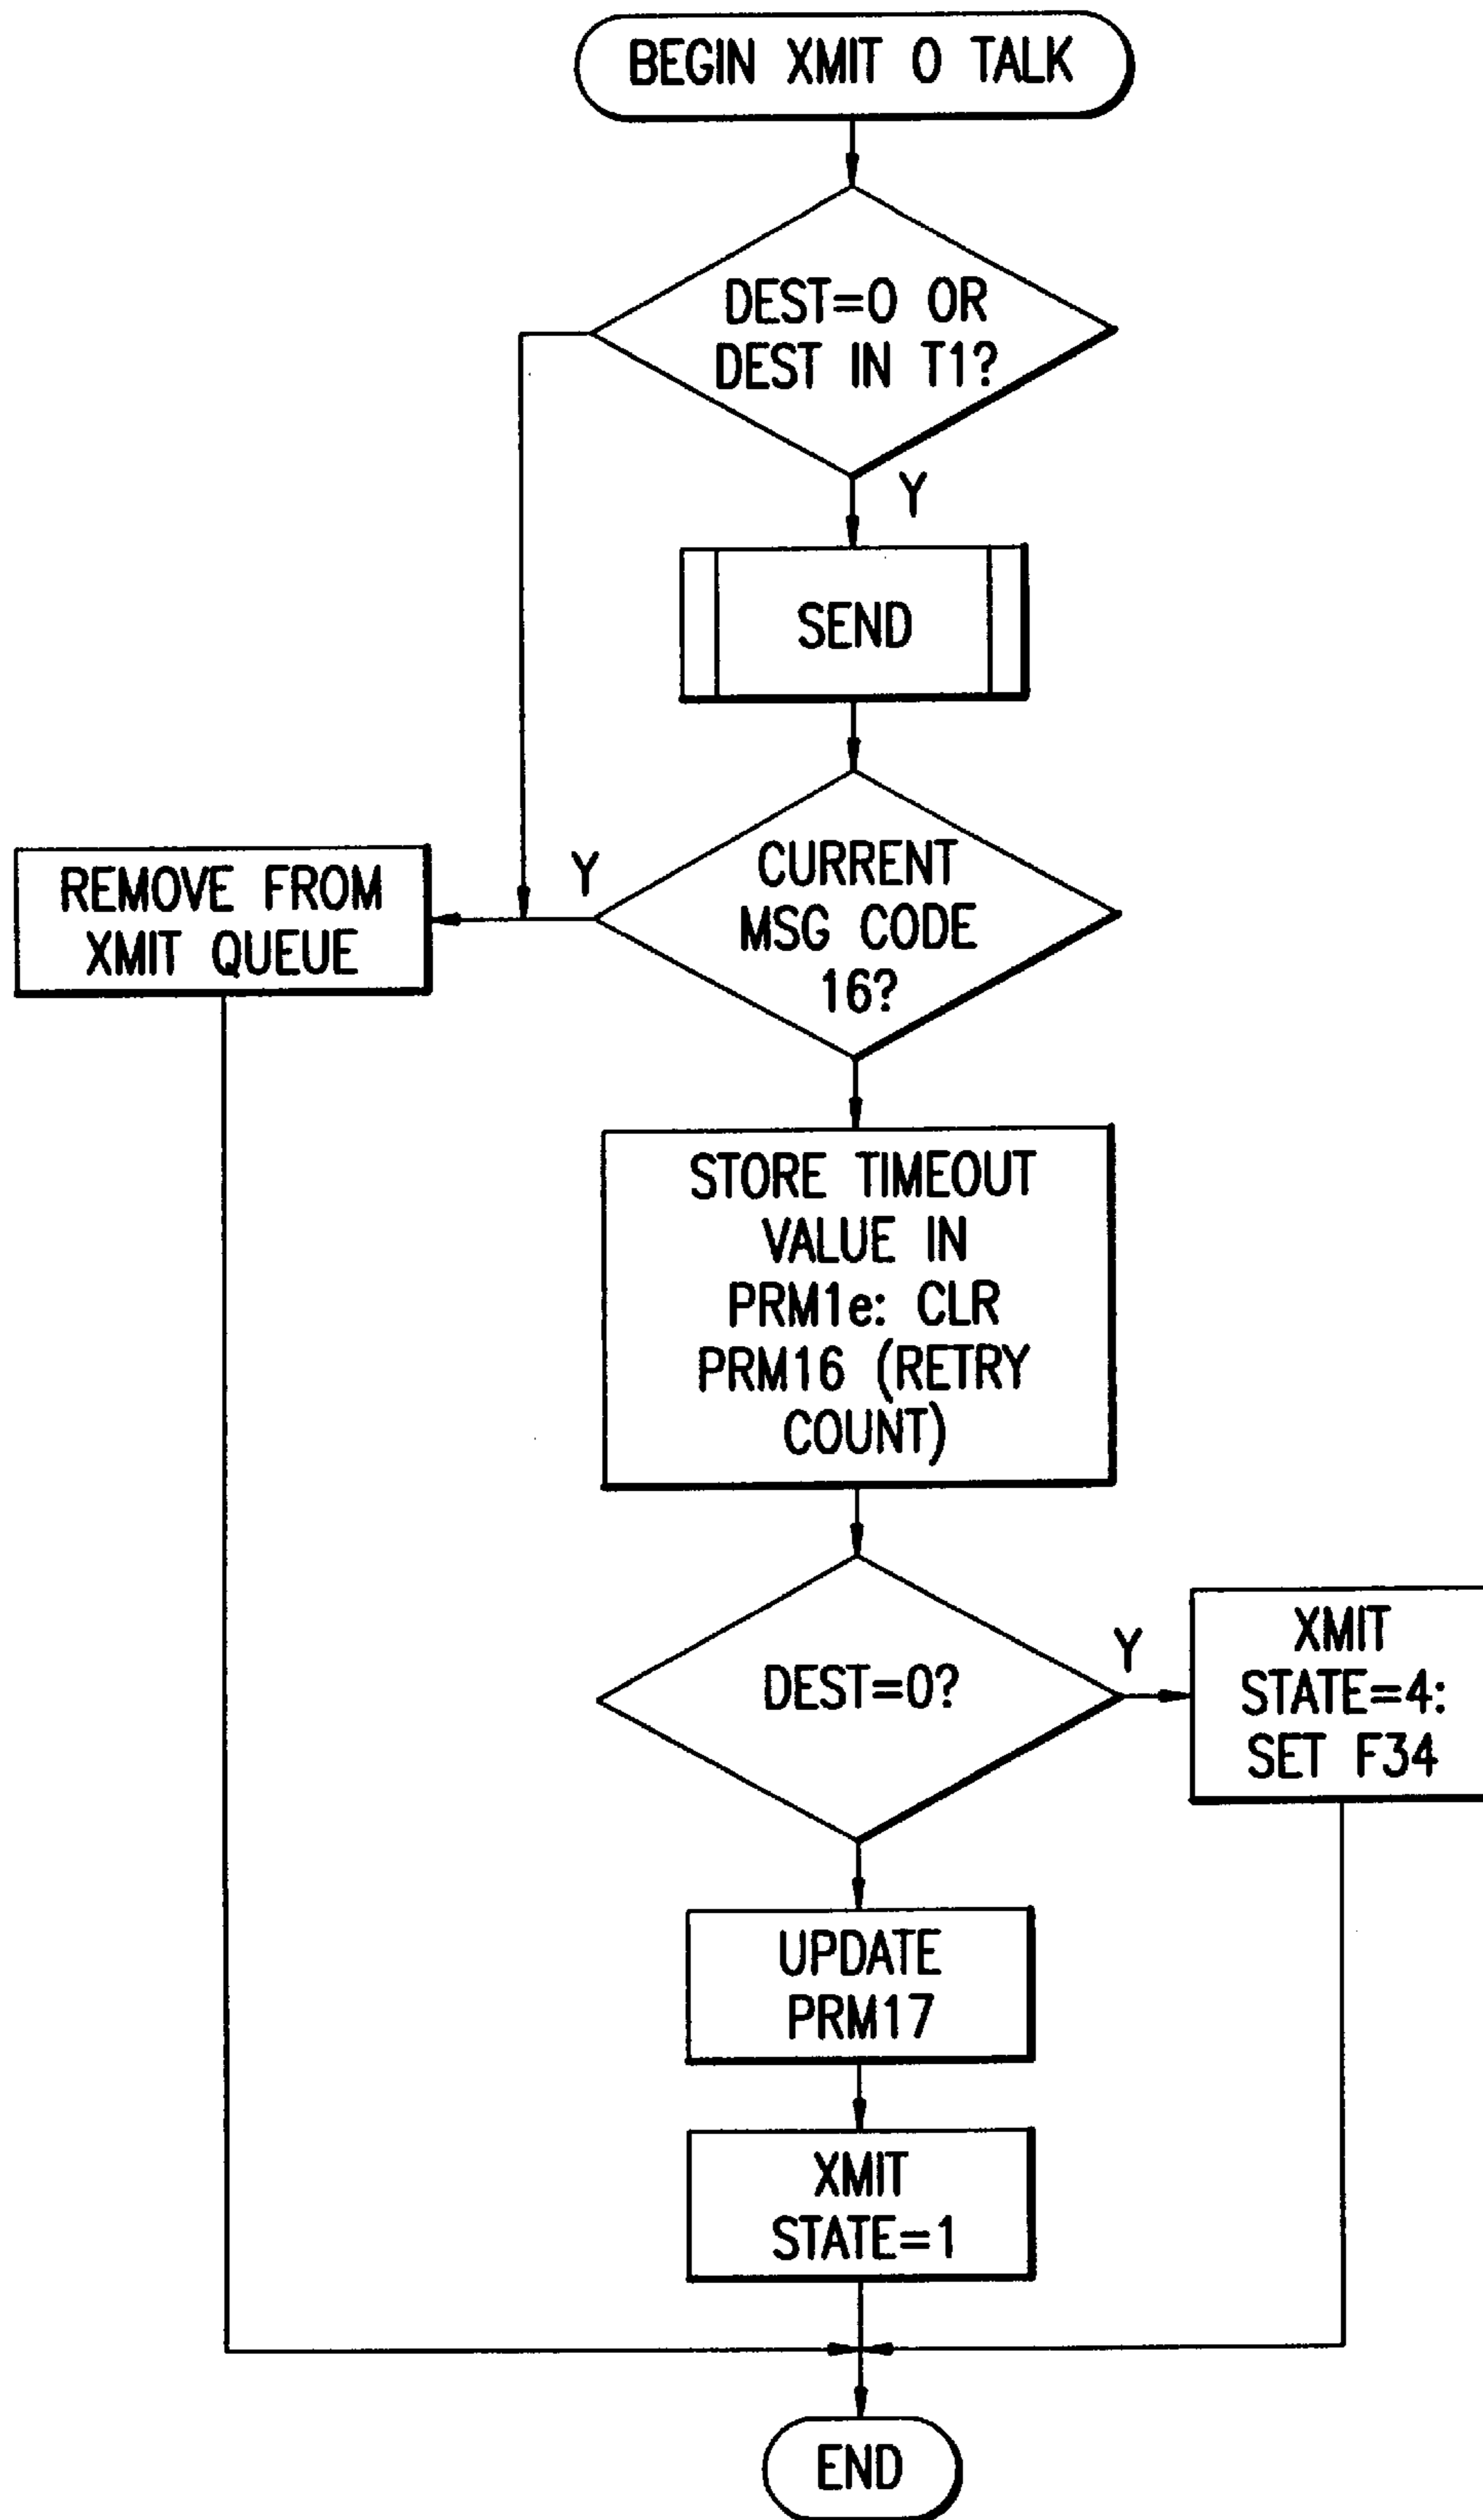 BEGIN XMIT 0 TALK
DEST=0 OR
DEST IN T1?
Y
SEND
REMOVE FROM
XMIT QUEUE
Y
CURRENT
MSG CODE
16?
STORE TIMEOUT
VALUE IN
PRM1e: CLR
PRM16 (RETRY
COUNT)
DEST=0?
Y
XMIT
STATE=4:
SET F34
UPDATE
PRM17
XMIT
STATE=1
END